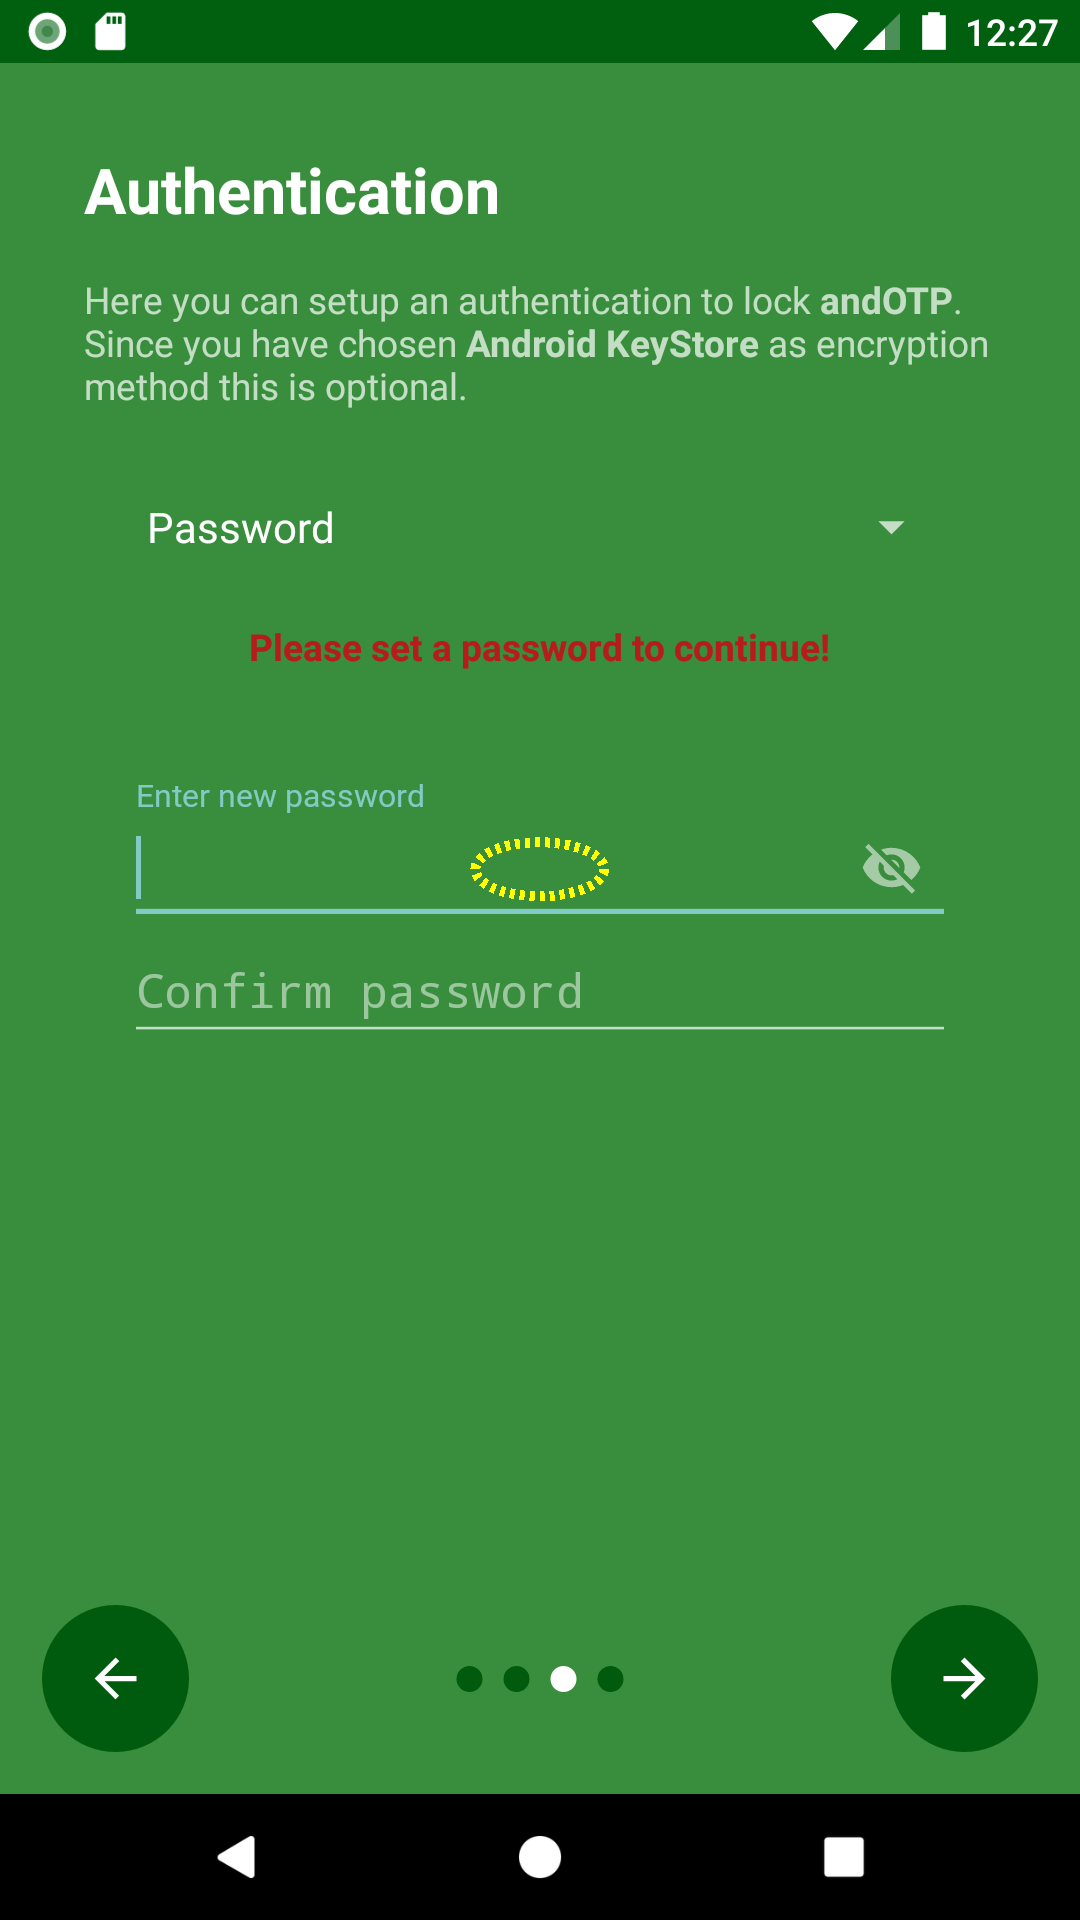 12:27
Authentication
Here you can setup an authentication to lock andOTP.
Since you have chosen Android KeyStore as encryption
method this is optional.
Password
Please set a password to continue!
Enter new password
Confirm password